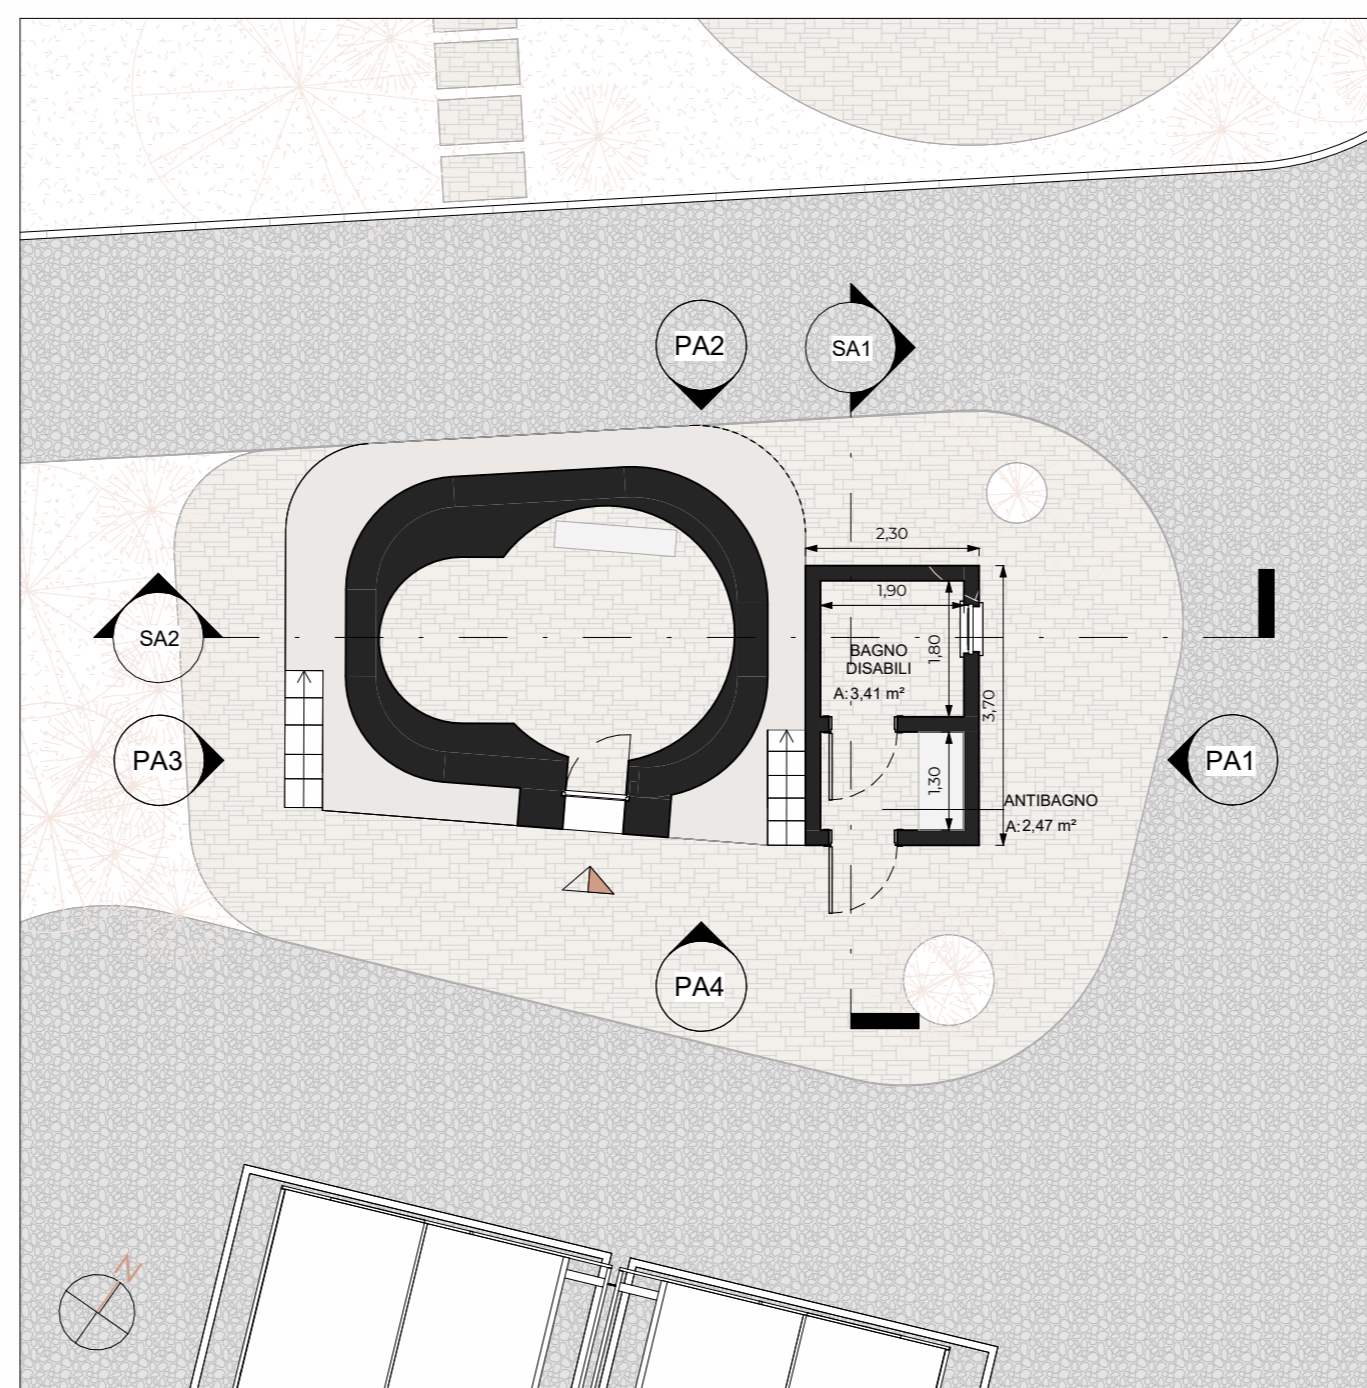 PA2
SA1
2,30
1,90
BAGNO
DISABILI
A:3,41 m²
1,80
3,70
SA2
PA3
PA1
1,30
ANTIBAGNO
A:2,47 m²
PA4
N